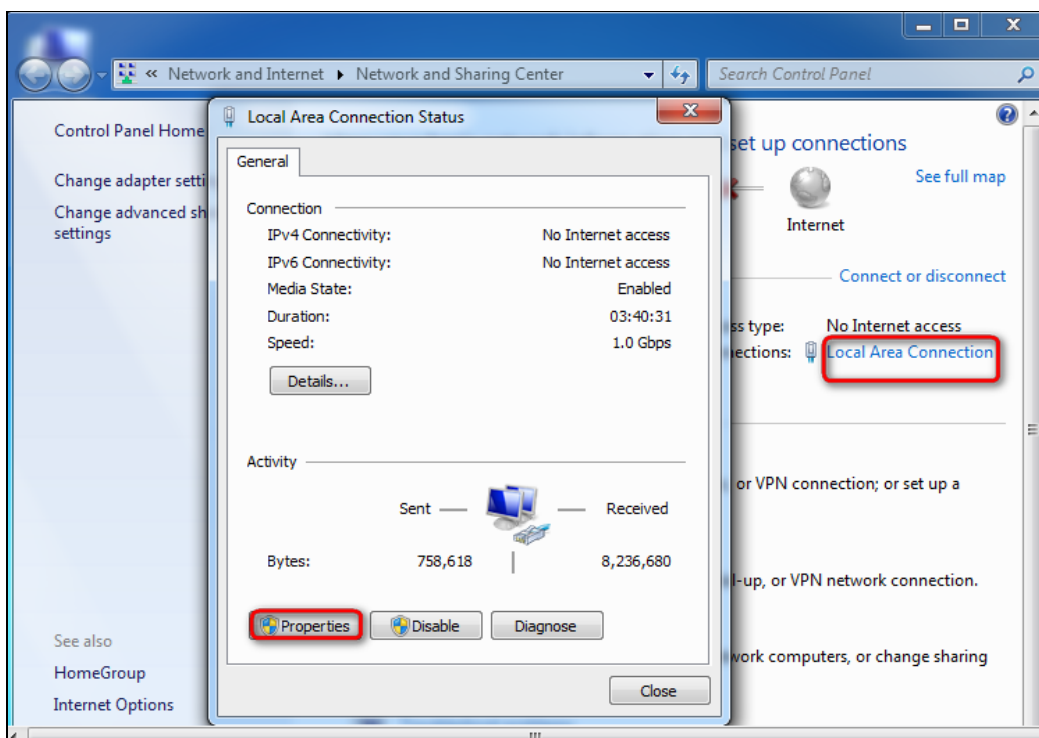 « Network and Internet ▸ Network and Sharing Center
Search Control Panel
Control Panel Home
Change adapter setti
Change advanced sh
settings
See also
HomeGroup
Internet Options
Local Area Connection Status
General
Connection
IPv4 Connectivity: No Internet access
IPv6 Connectivity: No Internet access
Media State: Enabled
Duration: 03:40:31
Speed: 1.0 Gbps
Details...
Activity
Sent — — Received
Bytes: 758,618 | 8,236,680
Properties Disable Diagnose
Close
set up connections
See full map
Internet
Connect or disconnect
ss type: No Internet access
ections: Local Area Connection
or VPN connection; or set up a
l-up, or VPN network connection.
work computers, or change sharing